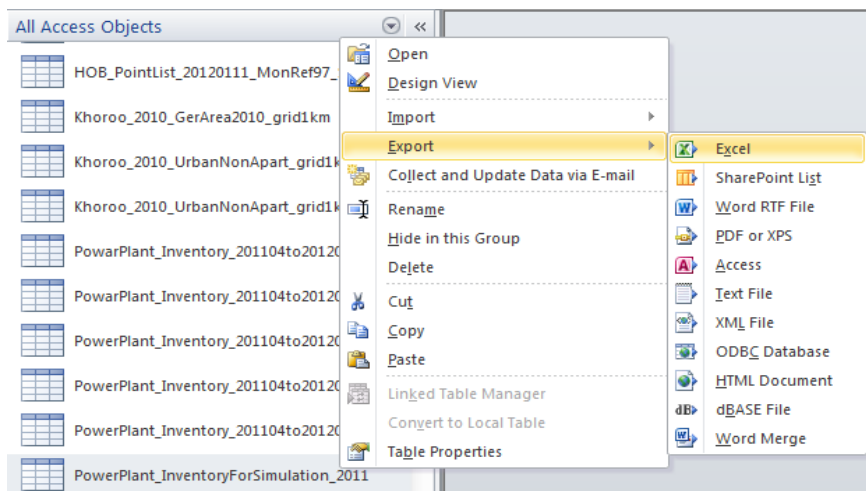 All Access Objects
HOB_PointList_20120111_MonRef97_
Khoroo_2010_GerArea2010_grid1km
Khoroo_2010_UrbanNonApart_grid1k
Khoroo_2010_UrbanNonApart_grid1k
PowarPlant_Inventory_201104to20120
PowarPlant_Inventory_201104to20120
PowerPlant_Inventory_201104to20120
PowerPlant_Inventory_201104to20120
PowerPlant_Inventory_201104to20120
PowerPlant_InventoryForSimulation_2011
Open
Design View
Import
Export
Collect and Update Data via E-mail
Rename
Hide in this Group
Delete
Cut
Copy
Paste
Linked Table Manager
Convert to Local Table
Table Properties
Excel
SharePoint List
Word RTF File
PDF or XPS
Access
Text File
XML File
ODBC Database
HTML Document
dBASE File
Word Merge